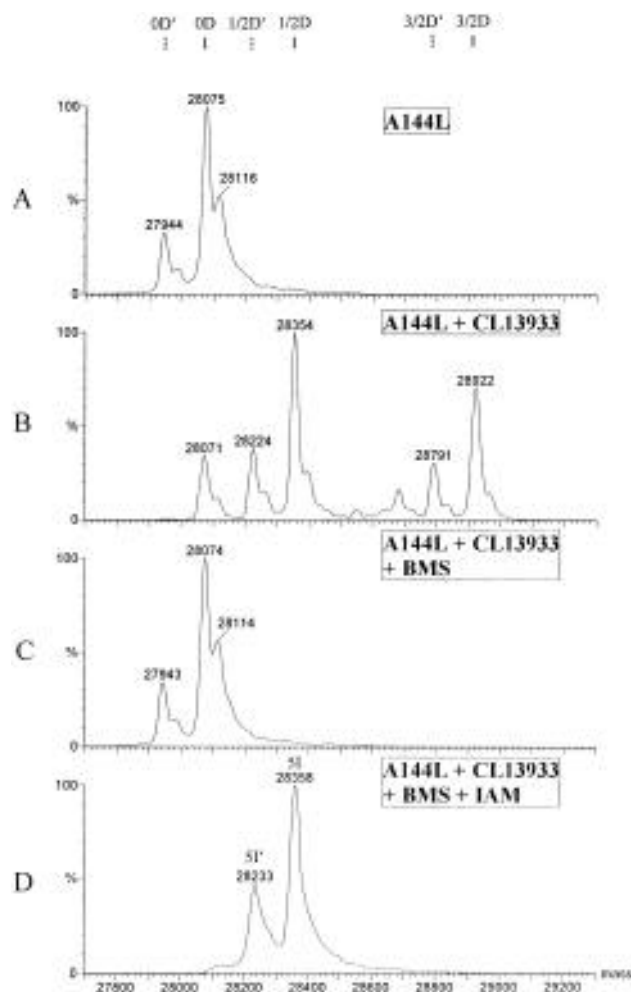 0D' 0D 1/2D' 1/2D 3/2D' 3/2D
A
100
%
0
28075
28116
27944
A144L
B
100
%
0
28354
28922
28071
28224
28791
A144L + CL13933
C
100
%
0
28074
28114
27943
A144L + CL13933
+ BMS
D
100
%
0
5I
28358
5I'
28233
A144L + CL13933
+ BMS + IAM
27800 28000 28200 28400 28600 28800 29000 29200 mass